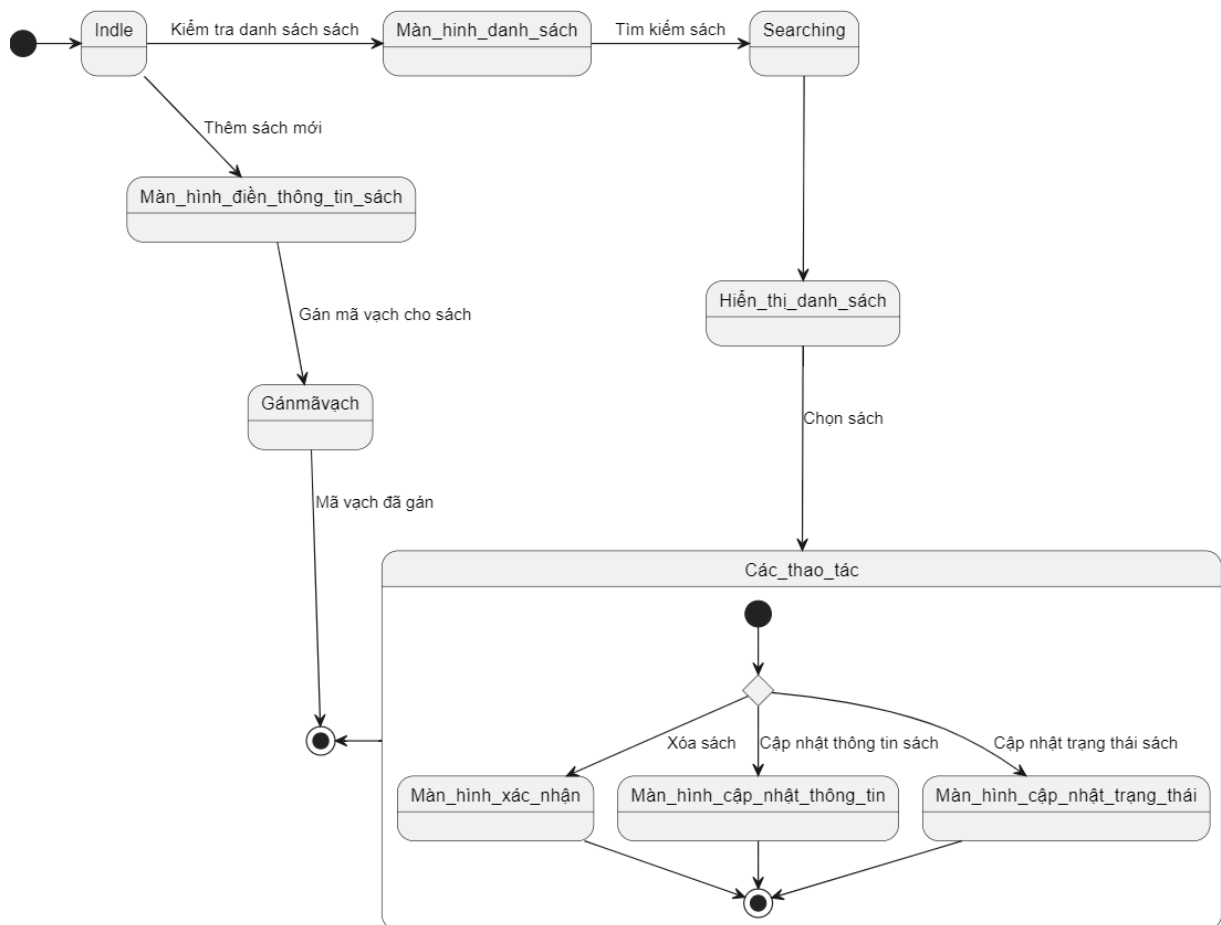 Indle
Kiểm tra danh sách sách
Màn_hinh_danh_sách
Tìm kiếm sách
Searching
Thêm sách mới
Màn_hình_điền_thông_tin_sách
Hiển_thị_danh_sách
Gán mã vạch cho sách
Gánmãvạch
Chọn sách
Mã vạch đã gán
Các_thao_tác
Xóa sách
Cập nhật thông tin sách
Cập nhật trạng thái sách
Màn_hình_xác_nhận
Màn_hình_cập_nhật_thông_tin
Màn_hình_cập_nhật_trạng_thái